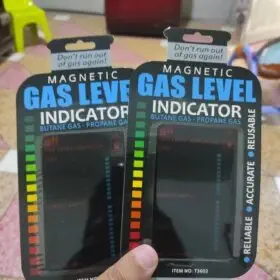 Don't run out
of gas again!
MAGNETIC
GAS LEVEL
INDICATOR
BUTANE GAS - PROPANE GAS
Don't run out
of gas again!
MAGNETIC
GAS LEVEL
INDICATOR
BUTANE GAS - PROPANE GAS
RELIABLE ACCURATE REUSABLE
ITEM NO: TS602